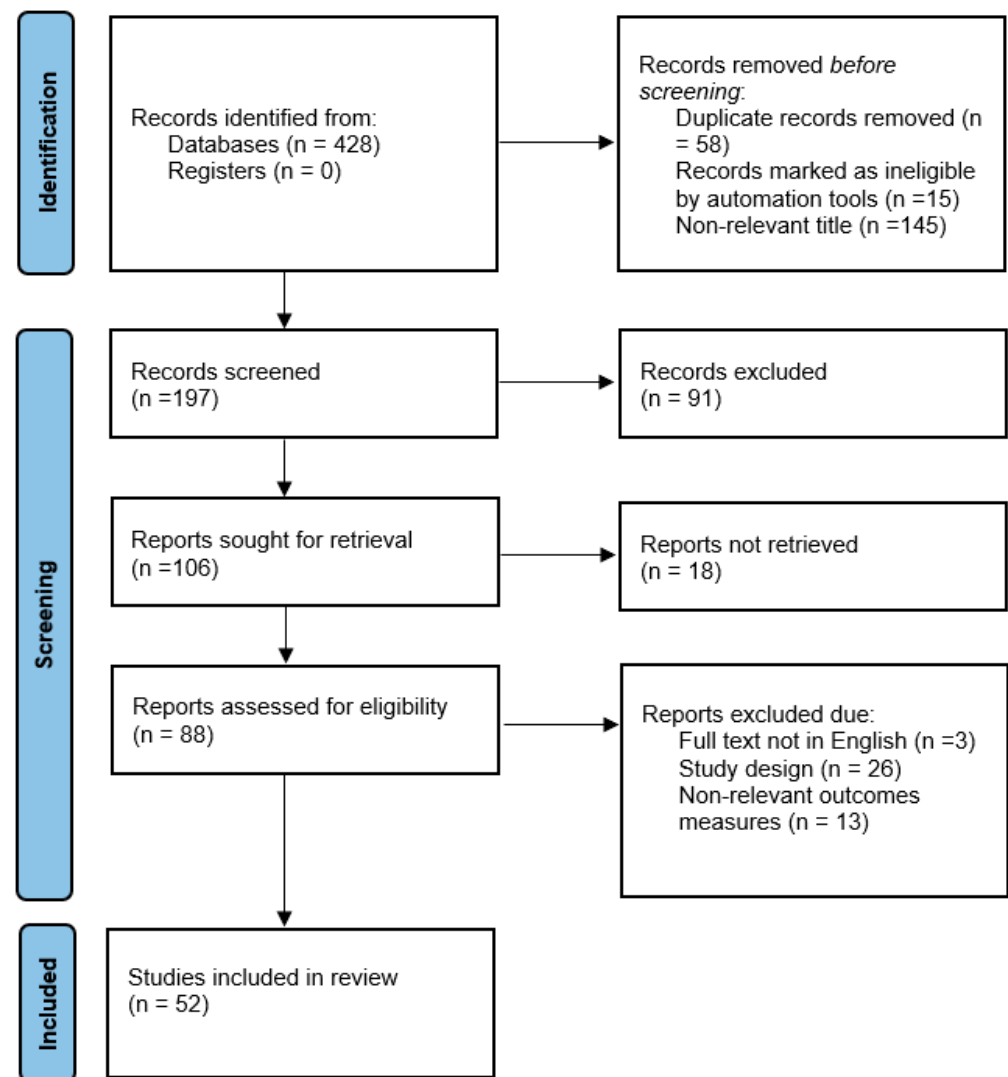 Identification
Records identified from:
Databases (n = 428)
Registers (n = 0)
Records removed before
screening:
Duplicate records removed (n
= 58)
Records marked as ineligible
by automation tools (n =15)
Non-relevant title (n =145)
Screening
Records screened
(n =197)
Records excluded
(n = 91)
Reports sought for retrieval
(n =106)
Reports not retrieved
(n = 18)
Reports assessed for eligibility
(n = 88)
Reports excluded due:
Full text not in English (n =3)
Study design (n = 26)
Non-relevant outcomes
measures (n = 13)
Included
Studies included in review
(n = 52)